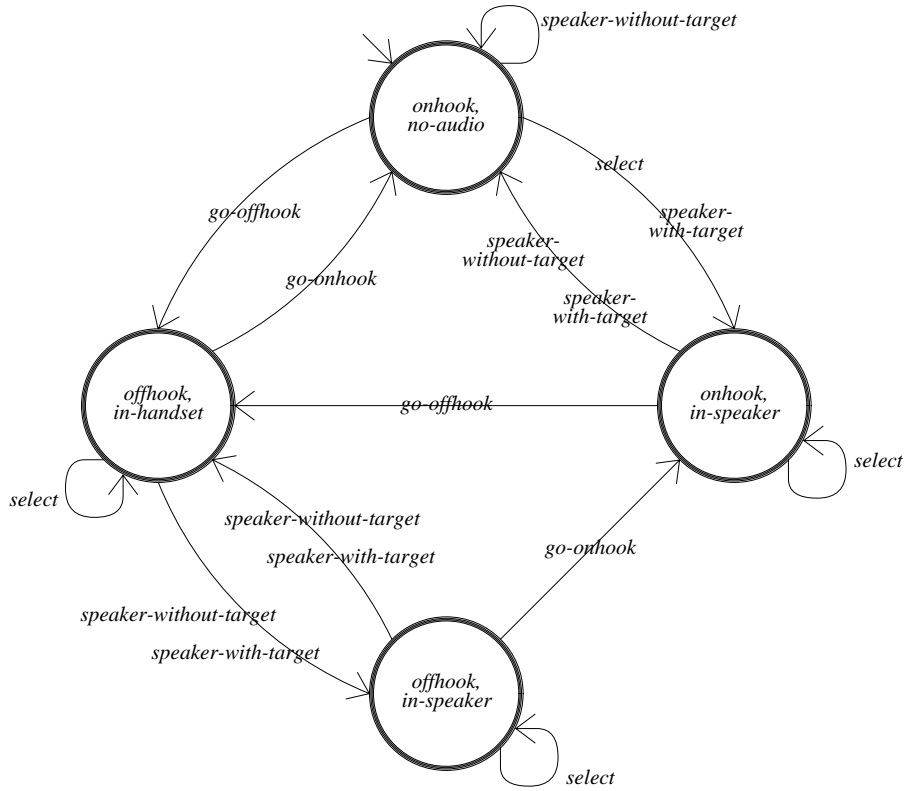 speaker-without-target
onhook,
no-audio
select
go-offhook
speaker-
with-target
speaker-
without-target
go-onhook
speaker-
with-target
offhook,
in-handset
go-offhook
onhook,
in-speaker
select
select
speaker-without-target
speaker-with-target
go-onhook
speaker-without-target
speaker-with-target
offhook,
in-speaker
select